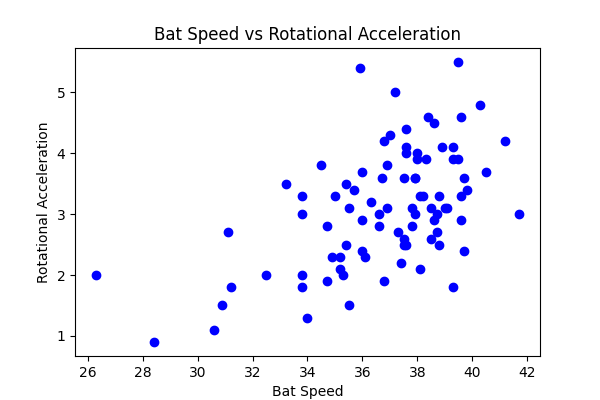 Bat Speed vs Rotational Acceleration
5
4
3
2
1
Rotational Acceleration
26 28 30 32 34 36 38 40 42
Bat Speed